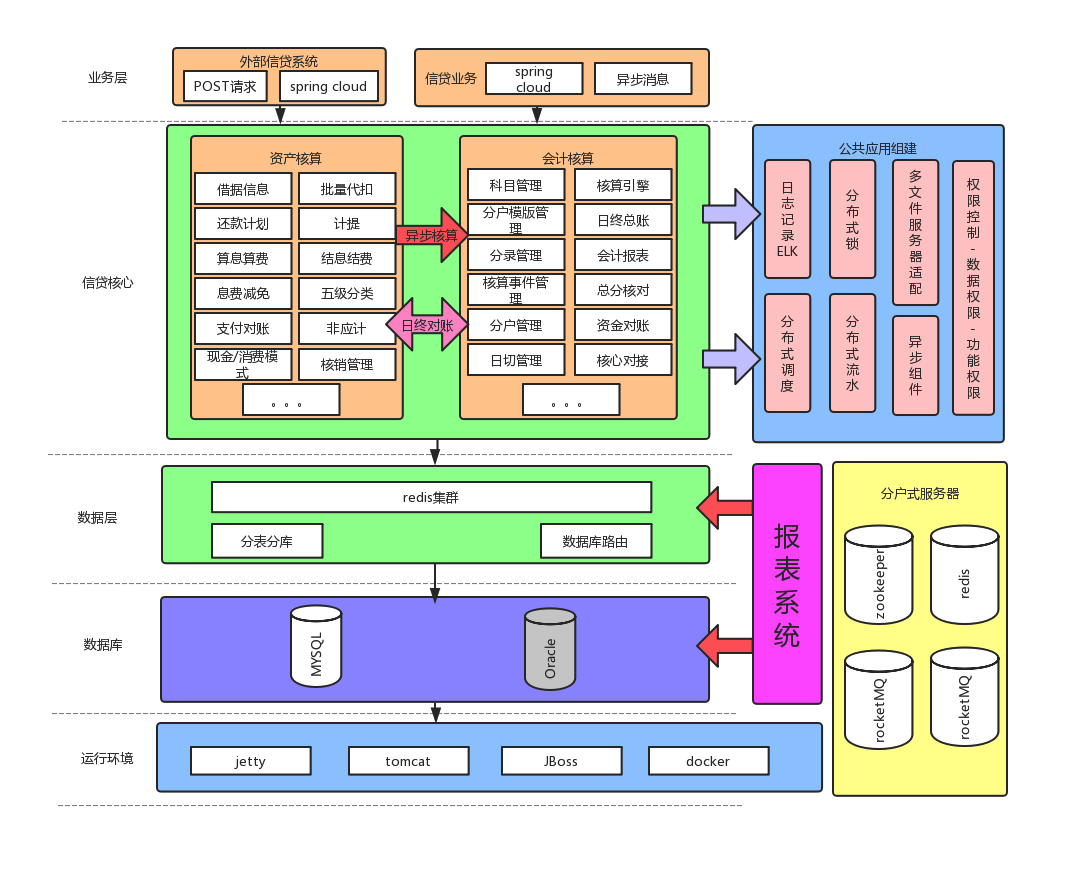 业务层
外部信贷系统
POST请求
spring cloud
信贷业务
spring
cloud
异步消息
信贷核心
资产核算
借据信息
批量代扣
还款计划
计提
算息算费
结息结费
息费减免
五级分类
支付对账
非应计
现金/消费模
式
核销管理
。。。
异步核算
日终对账
会计核算
科目管理
核算引擎
分户模版管
理
日终总账
分录管理
会计报表
核算事件管
理
总分核对
分户管理
资金对账
日切管理
核心对接
。。。
公共应用组建
日
志
记
录
ELK
分
布
式
锁
多
文
件
服
务
器
适
配
权
限
控
制
-
数
据
权
限
-
功
能
权
限
分
布
式
调
度
分
布
式
流
水
异
步
组
件
数据层
redis集群
分表分库
数据库路由
数据库
MYSQL
Oracle
报
表
系
统
分户式服务器
zookeeper
redis
rocketMQ
rocketMQ
运行环境
jetty
tomcat
JBoss
docker